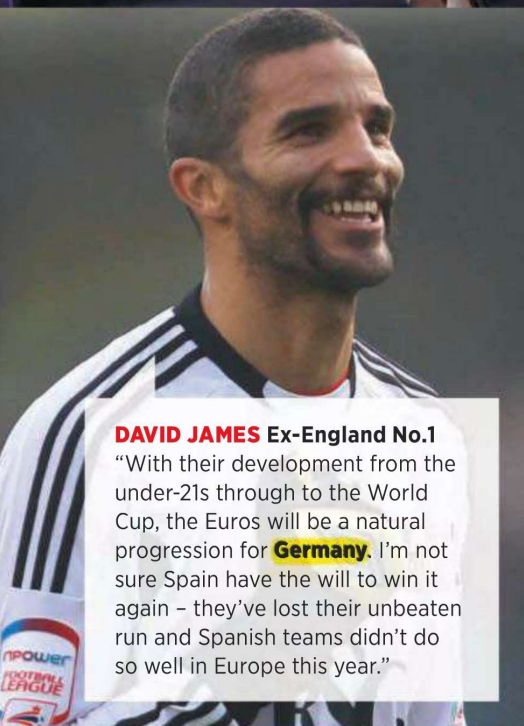 DAVID JAMES Ex-England No.1
“With their development from the
under-21s through to the World
Cup, the Euros will be a natural
progression for Germany. I’m not
sure Spain have the will to win it
again – they’ve lost their unbeaten
run and Spanish teams didn’t do
so well in Europe this year.”
npower
FOOTBALL
LEAGUE